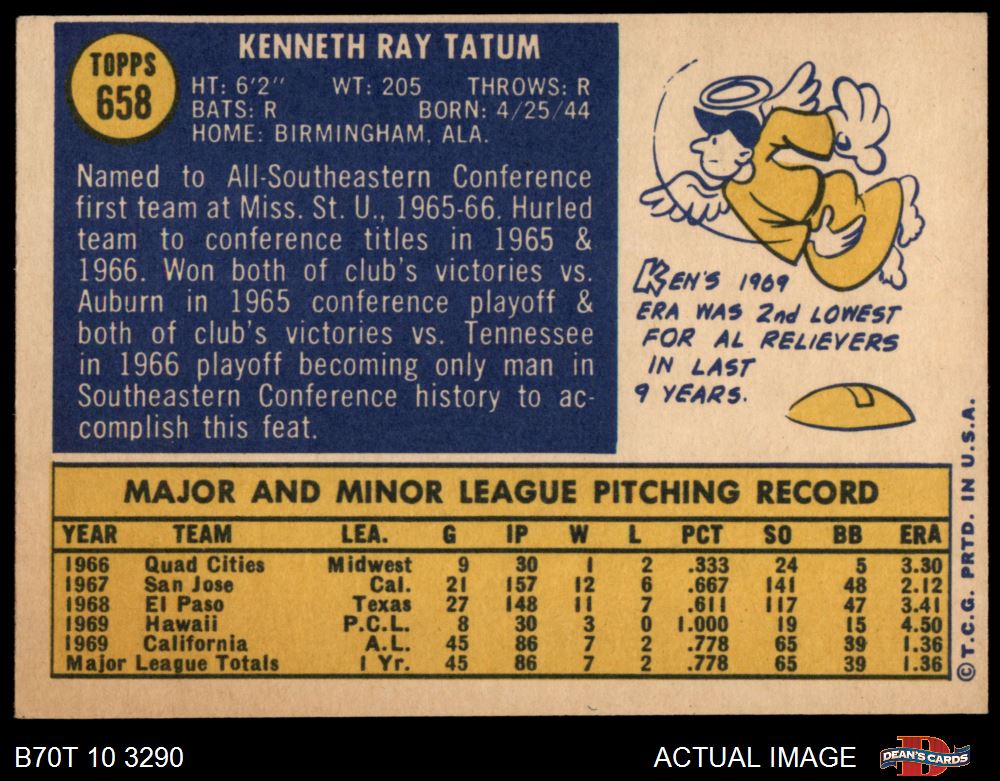 TOPPS
658
KENNETH RAY TATUM
HT: 6'2" WT: 205 THROWS: R
BATS: R BORN: 4/25/44
HOME: BIRMINGHAM, ALA.
Named to All-Southeastern Conference
first team at Miss. St. U., 1965-66. Hurled
team to conference titles in 1965 &
1966. Won both of club's victories vs.
Auburn in 1965 conference playoff &
both of club's victories vs. Tennessee
in 1966 playoff becoming only man in
Southeastern Conference history to ac-
complish this feat.
KEN'S 1969
ERA WAS 2nd LOWEST
FOR AL RELIEVERS
IN LAST
9 YEARS.
MAJOR AND MINOR LEAGUE PITCHING RECORD
YEAR TEAM LEA. G IP W L PCT SO BB ERA
1966 Quad Cities Midwest 9 30 1 2 .333 24 5 3.30
1967 San Jose Cal. 21 157 12 6 .667 141 48 2.12
1968 El Paso Texas 27 148 11 7 .611 117 47 3.41
1969 Hawaii P.C.L. 8 30 3 0 1.000 19 15 4.50
1969 California A.L. 45 86 7 2 .778 65 39 1.36
Major League Totals 1 Yr. 45 86 7 2 .778 65 39 1.36
© T.C.G. PRTD. IN U.S.A.
B70T 10 3290
ACTUAL IMAGE
DEAN'S CARDS